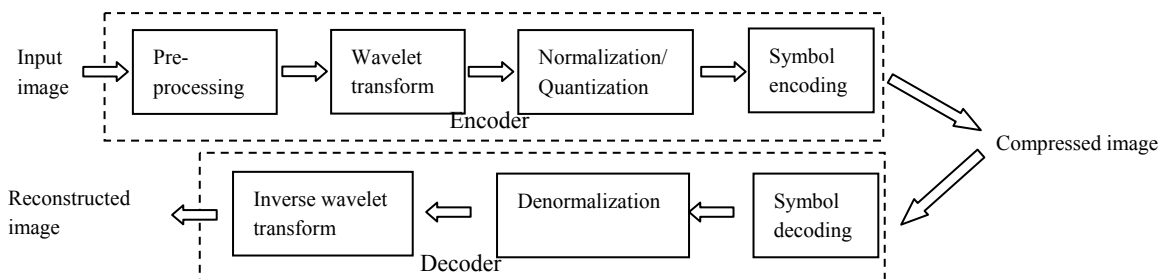 Input
image
Pre-
processing
Wavelet
transform
Normalization/
Quantization
Symbol
encoding
Encoder
Compressed image
Reconstructed
image
Inverse wavelet
transform
Denormalization
Symbol
decoding
Decoder